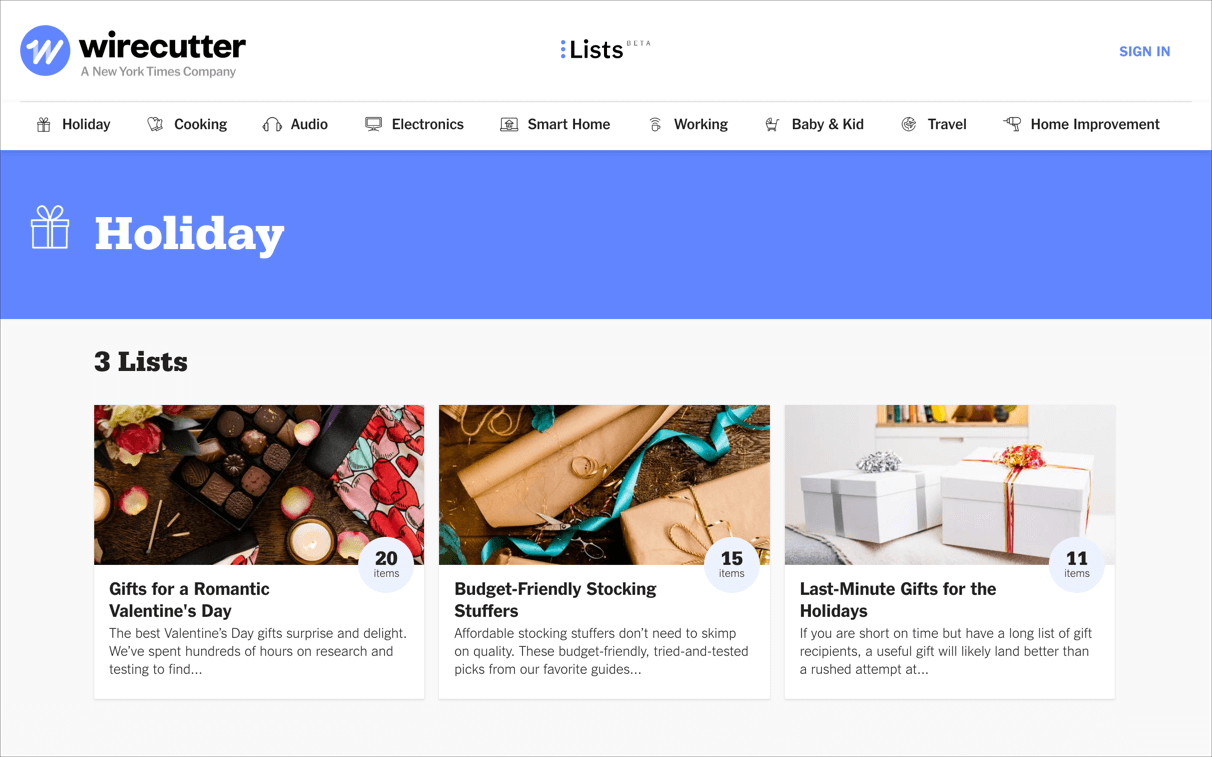 wirecutter
A New York Times Company
Lists BETA
SIGN IN
Holiday
Cooking
Audio
Electronics
Smart Home
Working
Baby & Kid
Travel
Home Improvement
Holiday
3 Lists
20
items
Gifts for a Romantic
Valentine's Day
The best Valentine’s Day gifts surprise and delight.
We’ve spent hundreds of hours on research and
testing to find...
15
items
Budget-Friendly Stocking
Stuffers
Affordable stocking stuffers don’t need to skimp
on quality. These budget-friendly, tried-and-tested
picks from our favorite guides...
11
items
Last-Minute Gifts for the
Holidays
If you are short on time but have a long list of gift
recipients, a useful gift will likely land better than
a rushed attempt at...